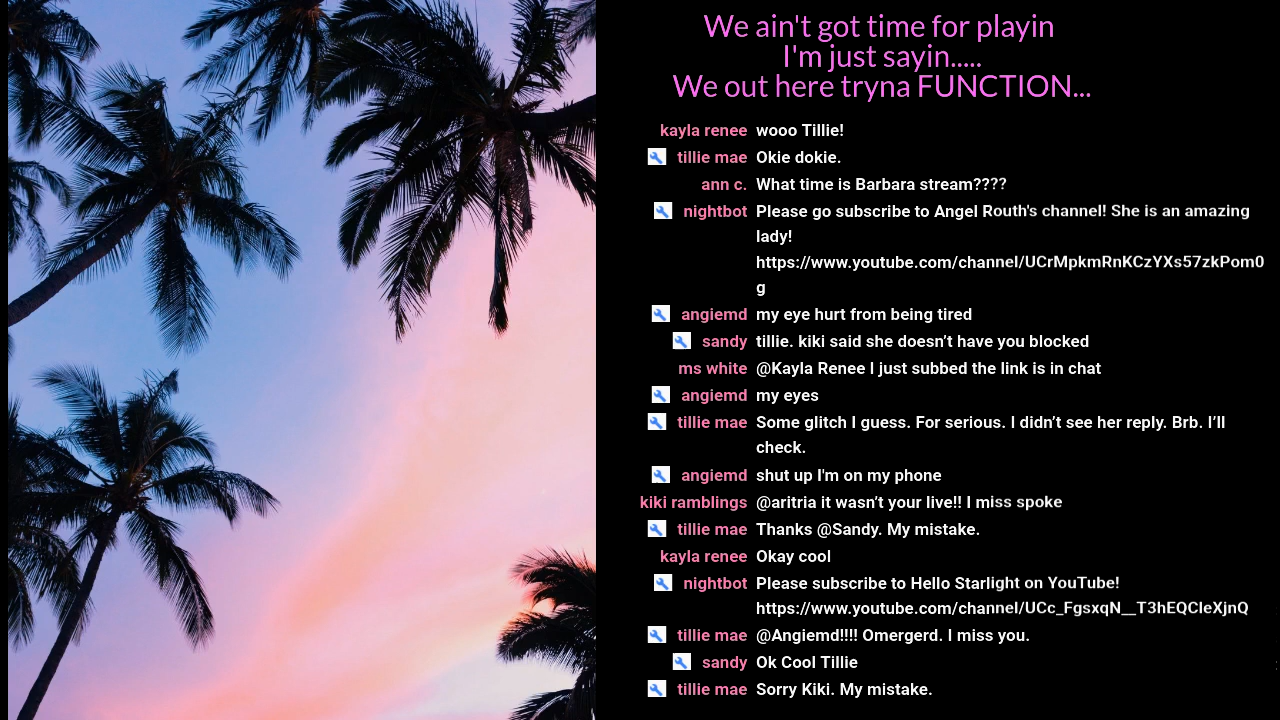 We ain't got time for playin
I'm just sayin.....
We out here tryna FUNCTION...
kayla renee wooo Tillie!
tillie mae Okie dokie.
ann c. What time is Barbara stream????
nightbot Please go subscribe to Angel Routh's channel! She is an amazing
lady!
https://www.youtube.com/channel/UCrMpkmRnKCzYXs57zkPom0
g
angiemd my eye hurt from being tired
sandy tillie. kiki said she doesn’t have you blocked
ms white @Kayla Renee I just subbed the link is in chat
angiemd my eyes
tillie mae Some glitch I guess. For serious. I didn’t see her reply. Brb. I’ll
check.
angiemd shut up I'm on my phone
kiki ramblings @aritria it wasn’t your live!! I miss spoke
tillie mae Thanks @Sandy. My mistake.
kayla renee Okay cool
nightbot Please subscribe to Hello Starlight on YouTube!
https://www.youtube.com/channel/UCc_FgsxqN__T3hEQCIeXjnQ
tillie mae @Angiemd!!!! Omergerd. I miss you.
sandy Ok Cool Tillie
tillie mae Sorry Kiki. My mistake.